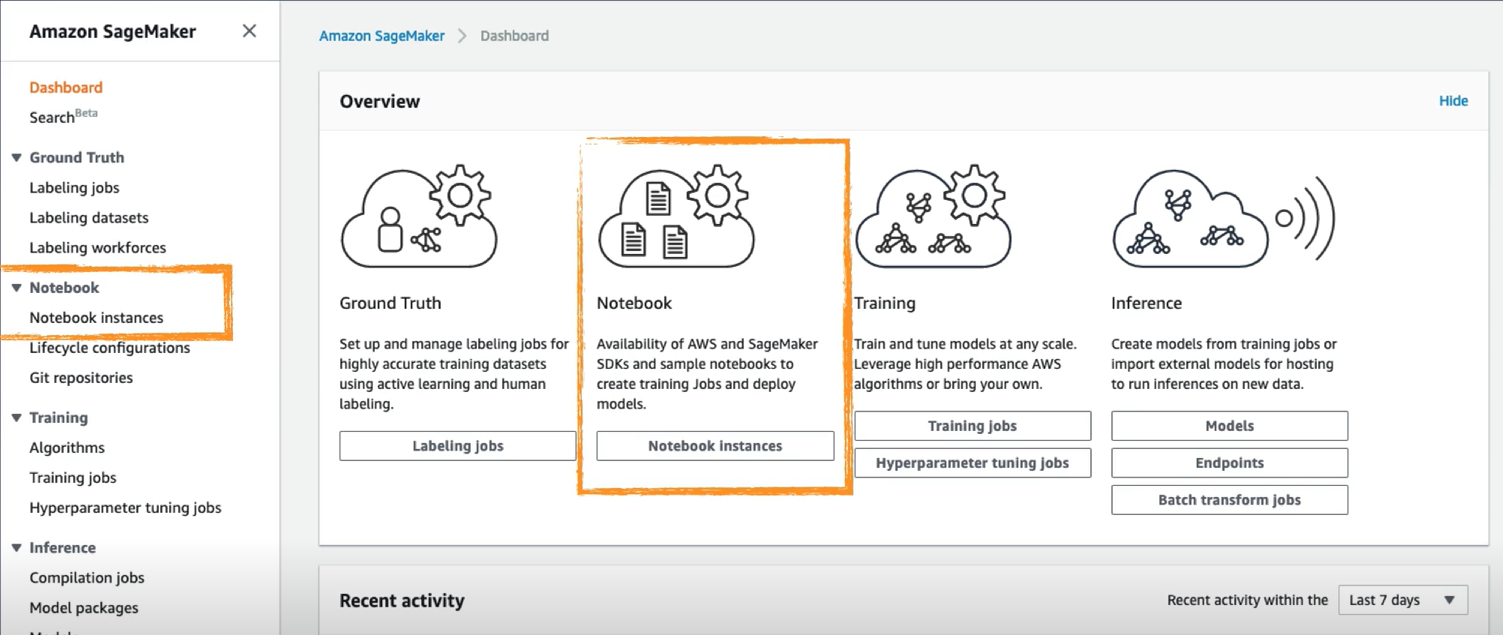 Amazon SageMaker
Dashboard
Search Beta
Ground Truth
Labeling jobs
Labeling datasets
Labeling workforces
Notebook
Notebook instances
Lifecycle configurations
Git repositories
Training
Algorithms
Training jobs
Hyperparameter tuning jobs
Inference
Compilation jobs
Model packages
Amazon SageMaker > Dashboard
Overview
Hide
Ground Truth
Set up and manage labeling jobs for
highly accurate training datasets
using active learning and human
labeling.
Labeling jobs
Notebook
Availability of AWS and SageMaker
SDKs and sample notebooks to
create training Jobs and deploy
models.
Notebook instances
Training
Train and tune models at any scale.
Leverage high performance AWS
algorithms or bring your own.
Training jobs
Hyperparameter tuning jobs
Inference
Create models from training jobs or
import external models for hosting
to run inferences on new data.
Models
Endpoints
Batch transform jobs
Recent activity
Recent activity within the
Last 7 days